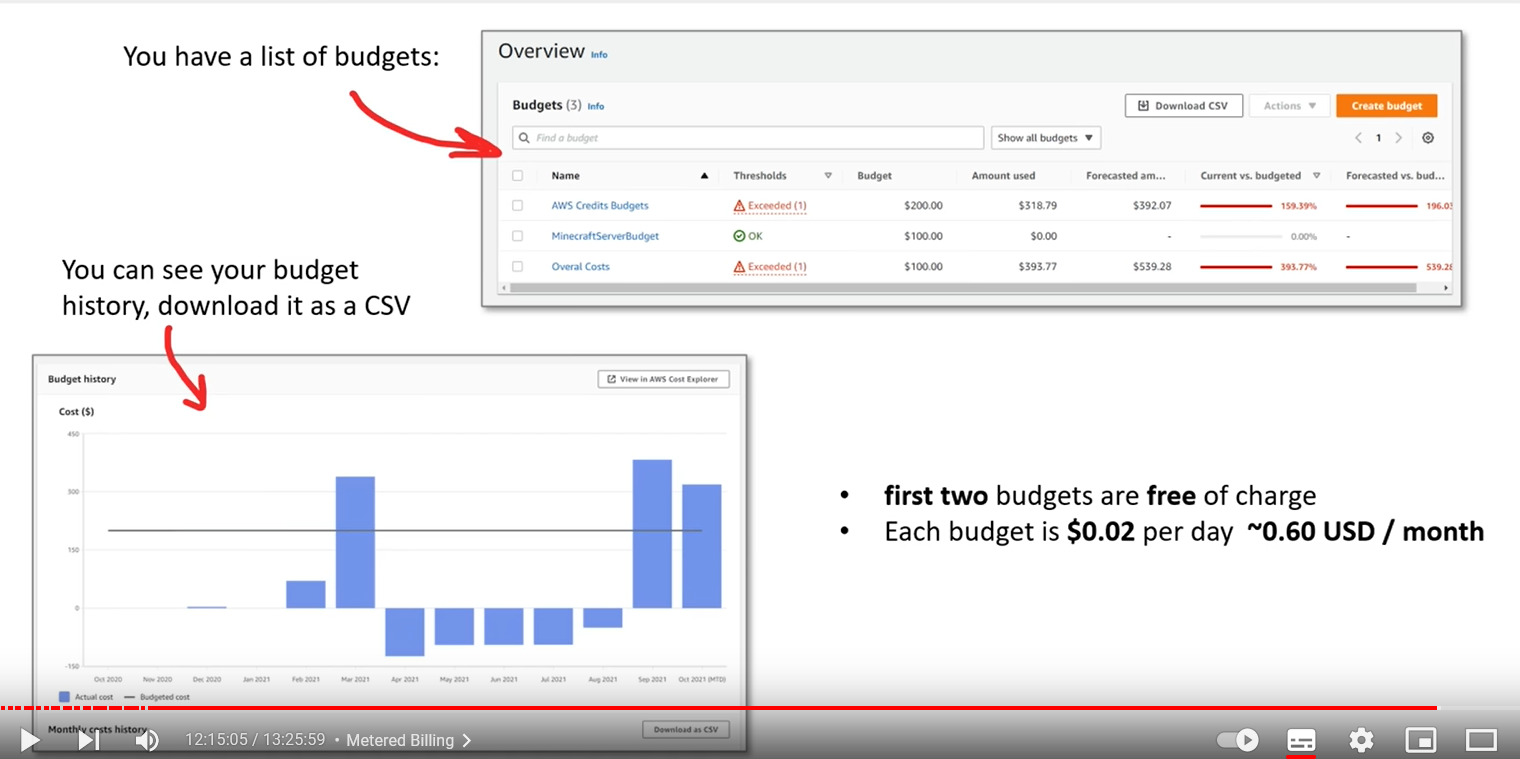 You have a list of budgets:
Overview Info
Budgets (3) Info
Download CSV
Actions
Create budget
Find a budget
Show all budgets
1
Name Thresholds Budget Amount used Forecasted am... Current vs. budgeted Forecasted vs. bud...
AWS Credits Budgets Exceeded (1) $200.00 $318.79 $392.07 159.39% 196.03
MinecraftServerBudget OK $100.00 $0.00 - 0.00% -
Overal Costs Exceeded (1) $100.00 $393.77 $539.28 393.77% 539.28
You can see your budget
history, download it as a CSV
Budget history
View in AWS Cost Explorer
Cost ($)
450
300
150
0
-150
Oct 2020 Nov 2020 Dec 2020 Jan 2021 Feb 2021 Mar 2021 Apr 2021 May 2021 Jun 2021 Jul 2021 Aug 2021 Sep 2021 Oct 2021 (MTD)
Actual cost Budgeted cost
Monthly costs history
Download as CSV
• first two budgets are free of charge
• Each budget is $0.02 per day ~0.60 USD / month
12:15:05 / 13:25:59 • Metered Billing